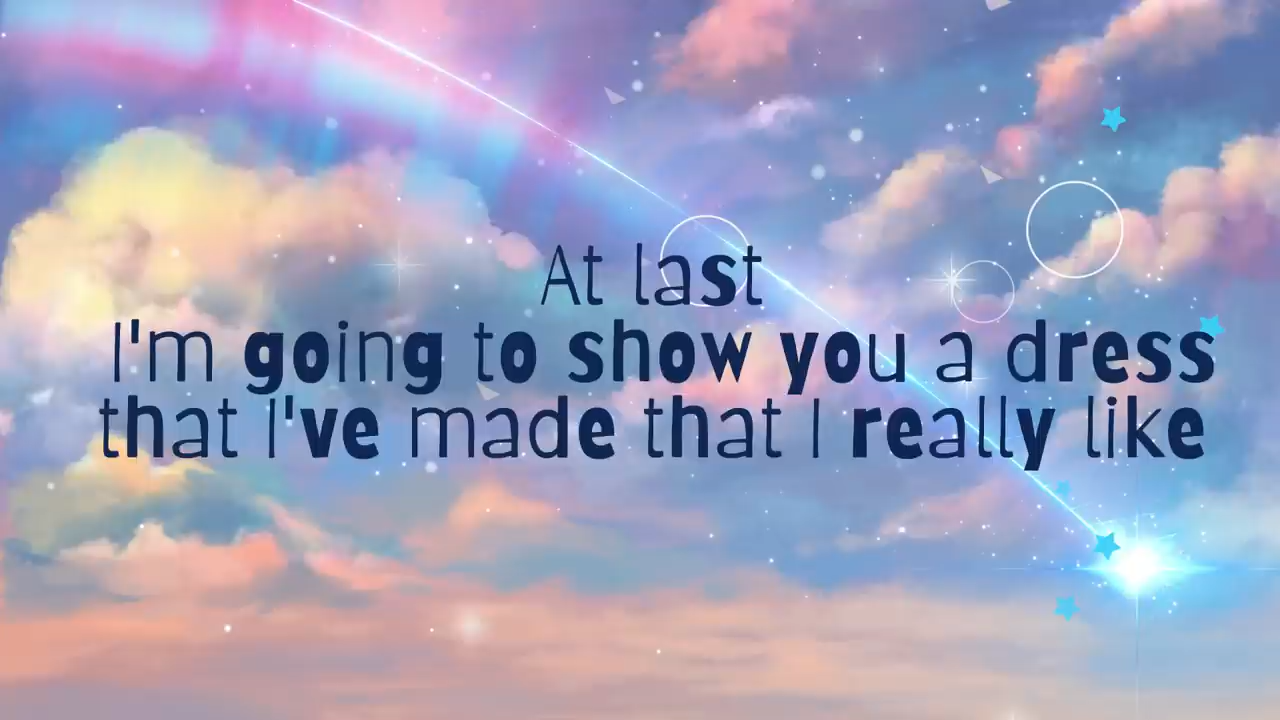 At last
I'm going to show you a dress
that I've made that I really like